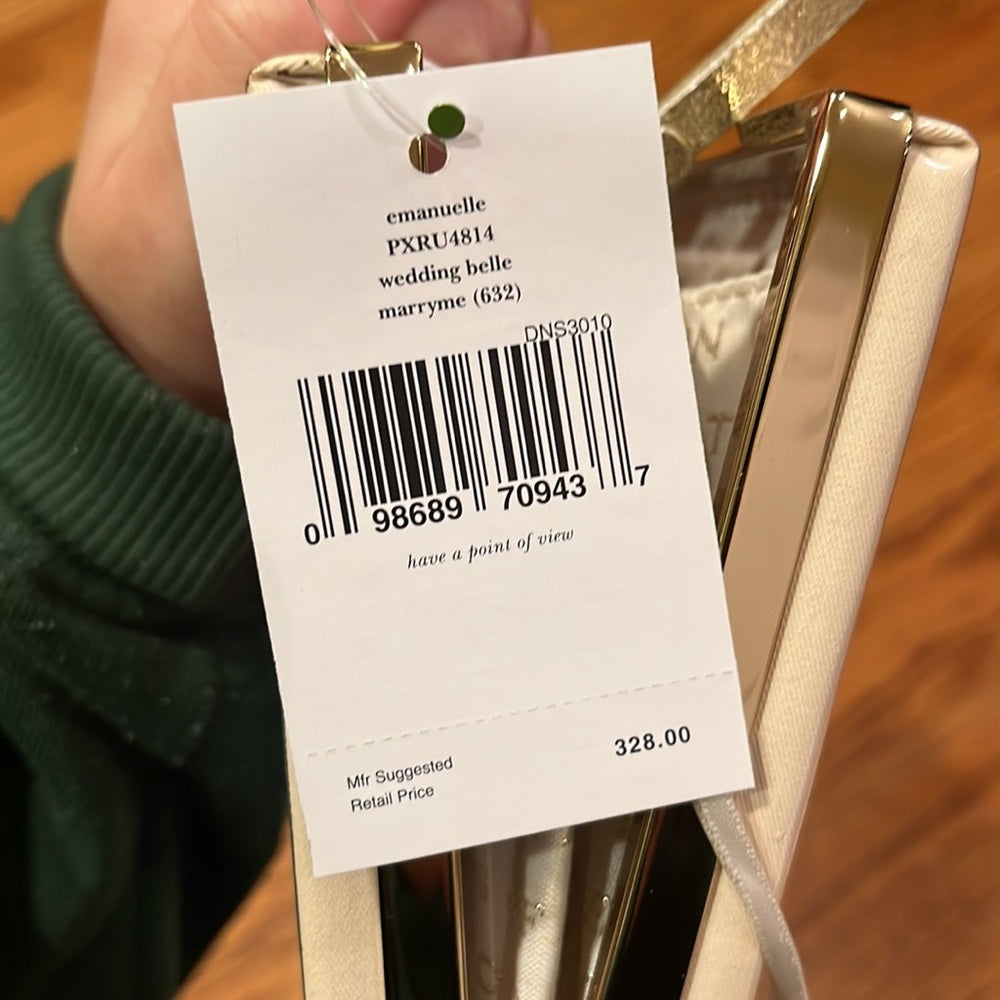 emanuelle
PXRU4814
wedding belle
marryme (632)
DNS3010
0 98689 70943 7
have a point of view
Mfr Suggested
Retail Price
328.00